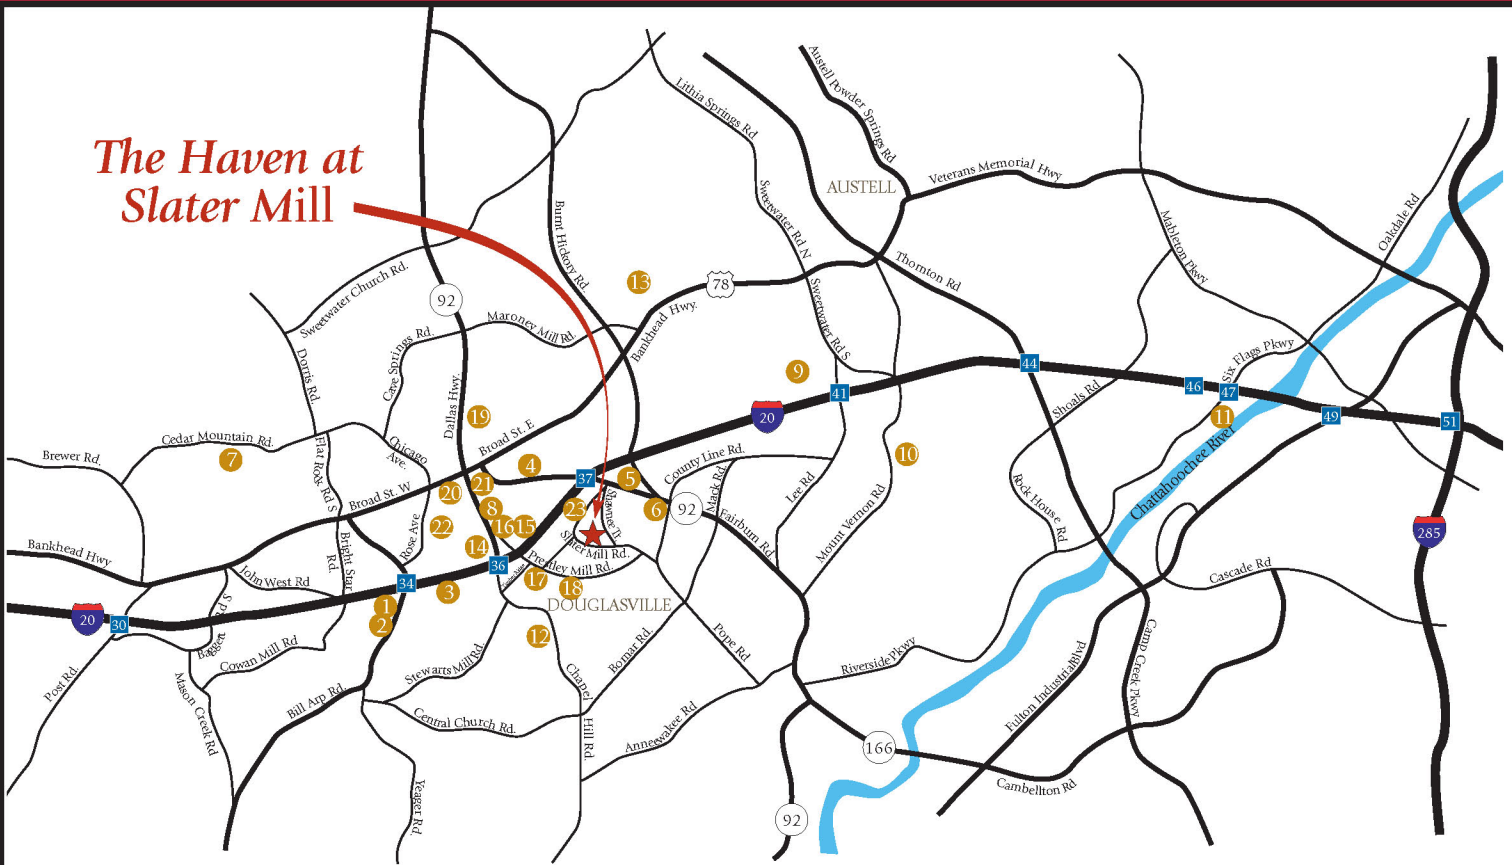 The Haven at
Slater Mill
Lithia Springs Rd
Austell Powder Springs Rd
AUSTELL
Veterans Memorial Hwy
Sweetwater Rd N
Burnt Hickory Rd.
Mableton Pkwy
Oakdale Rd
Sweetwater Church Rd.
92
13
78
Thornton Rd
Bankhead Hwy.
Sweetwater Rd S
Maroney Mill Rd.
Cave Springs Rd.
Dorris Rd.
Six Flags Pkwy
44
9
46
47
41
20
Shoals Rd
11
49
51
Dallas Hwy.
19
Broad St. E
Chicago
Ave.
Cedar Mountain Rd.
7
Brewer Rd.
Flat Rock Rd S
4
37
5
County Line Rd.
10
Mack Rd.
Lee Rd
Rock House Rd
Chattahoochee River
Broad St. W
20
21
8
23
Shawnee Tr.
6
92
Fairburn Rd.
Mount Vernon Rd
285
22
16
15
Rose Ave
Slater Mill Rd.
14
36
Prestley Mill Rd.
Bankhead Hwy
Bright Star
Rd.
John West Rd
34
3
17
18
DOUGLASVILLE
Cascade Rd
20
30
1
2
Baggett Rd S
Cowan Mill Rd
12
Stewarts Mill Rd.
Chapel
Hill Rd.
Bomar Rd.
Pope Rd
Riverside Pkwy
Camp Creek Pkwy
Fulton Industrial Blvd
Post Rd.
Mason Creek Rd
Bill Arp Rd.
Central Church Rd.
Anneewakee Rd
166
Cambellton Rd
Yeager Rd.
92